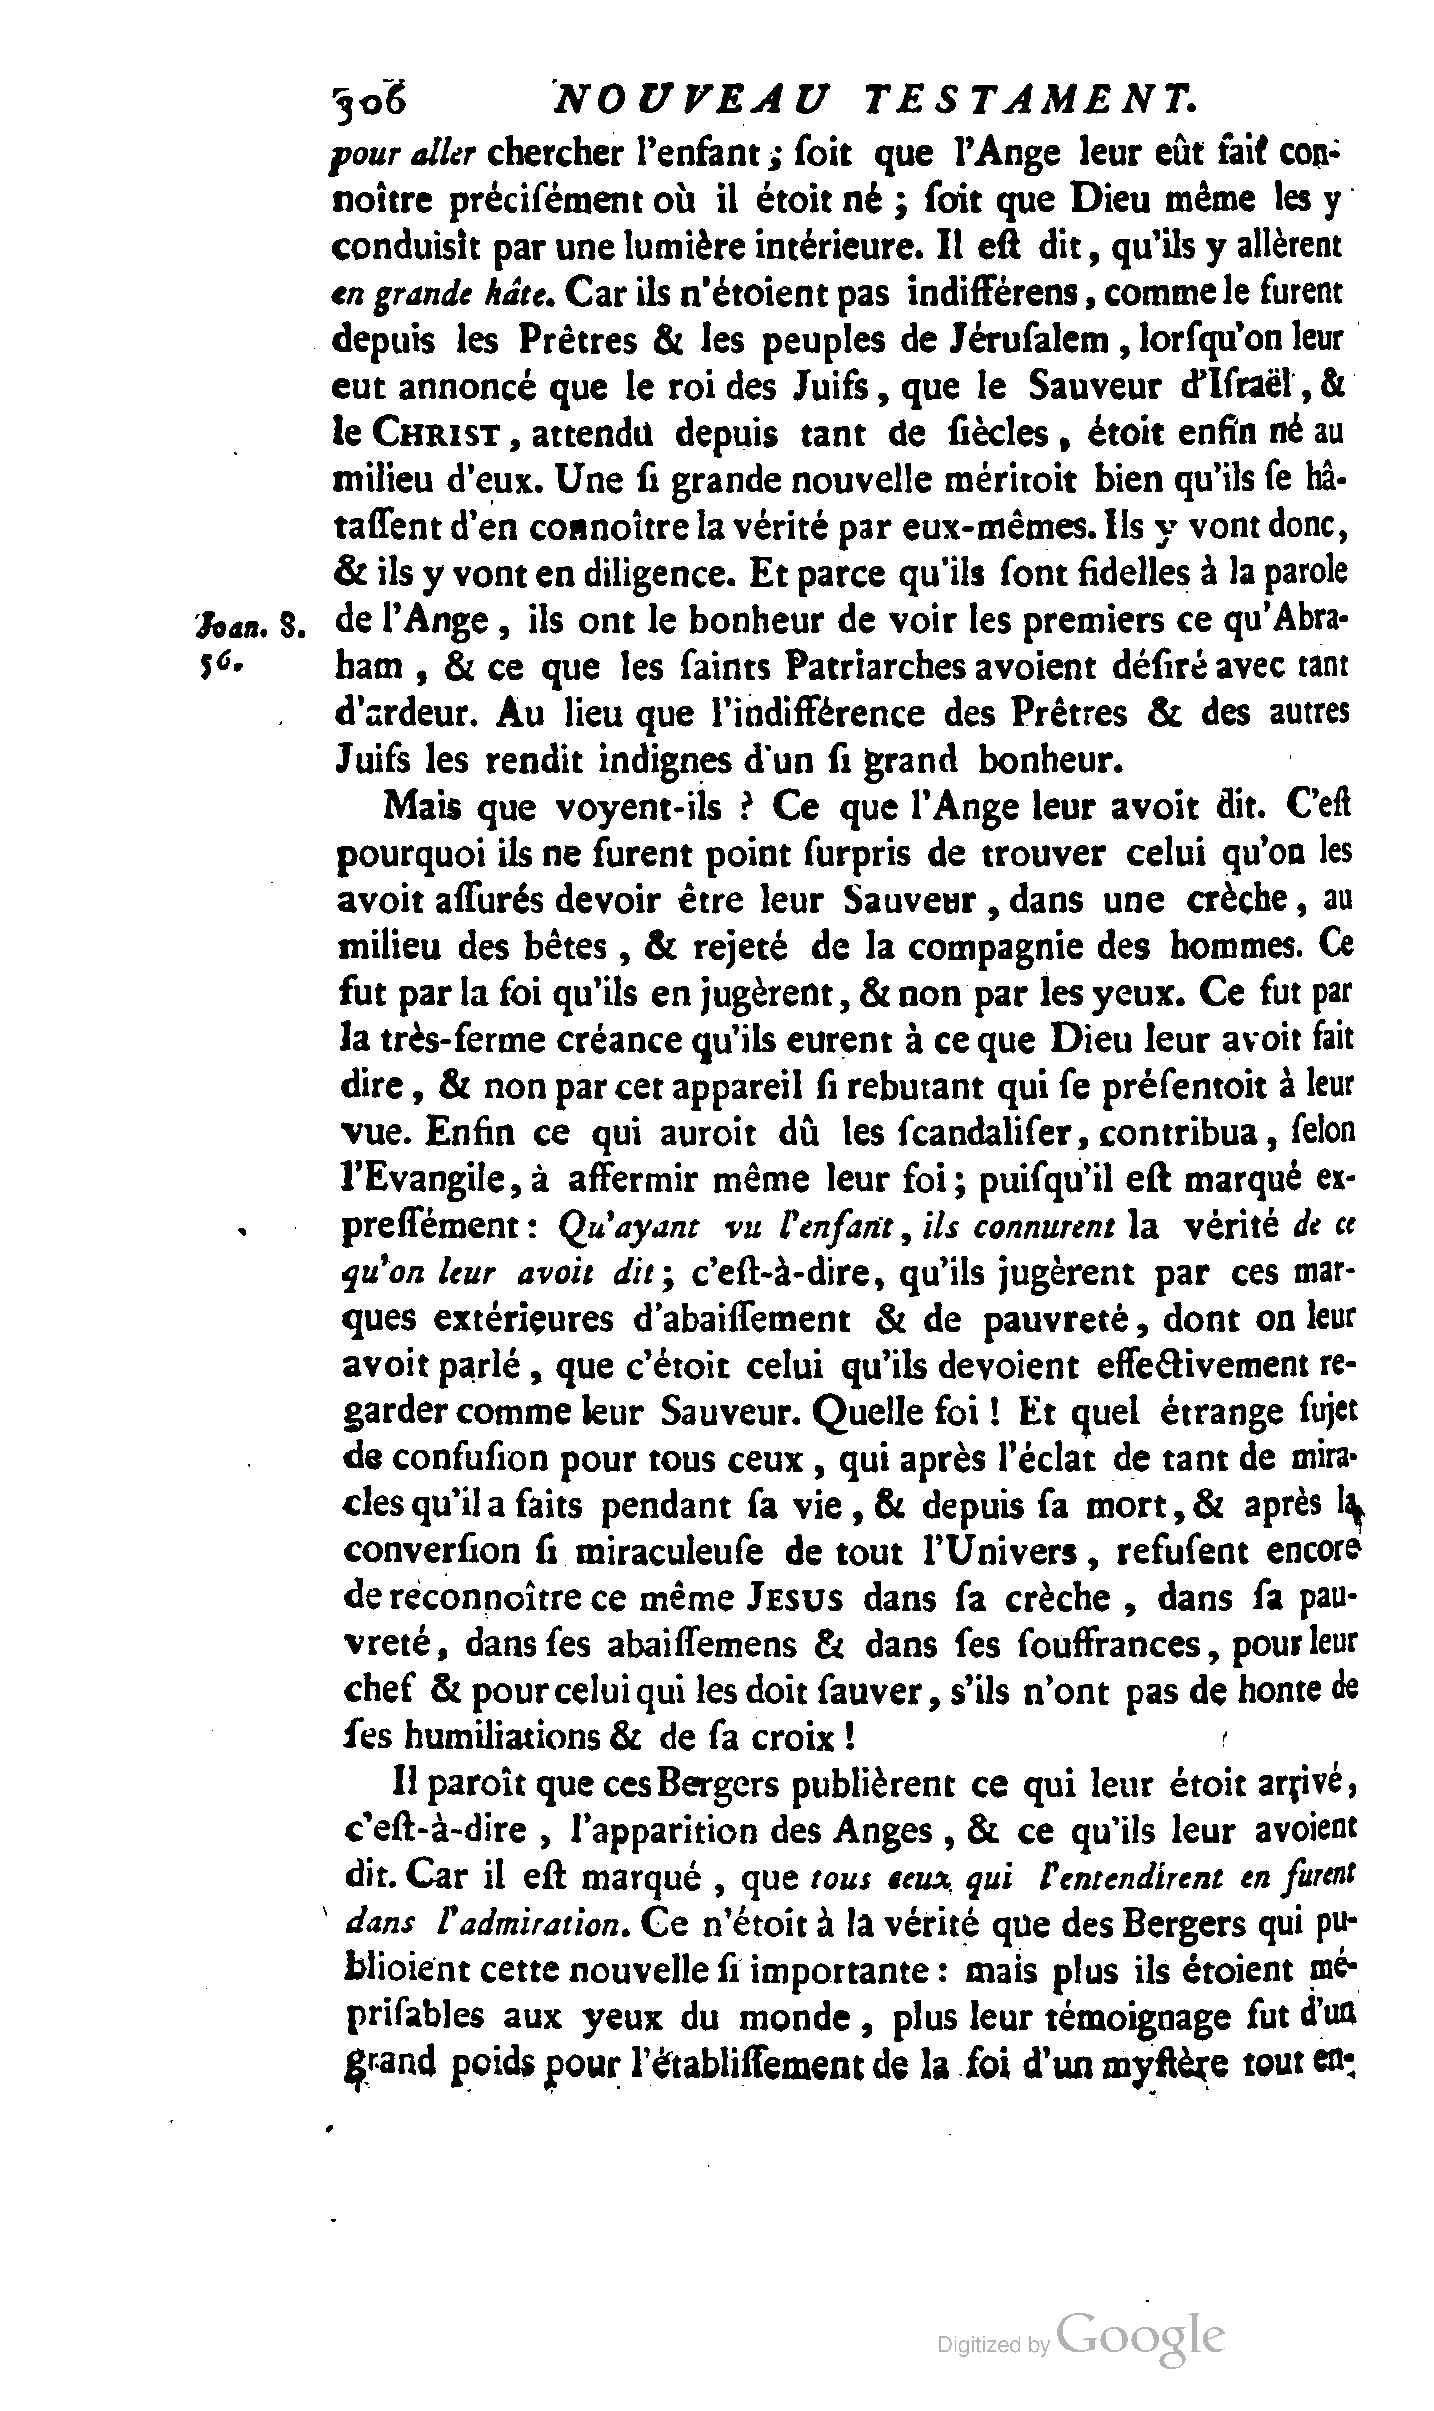 306 NOUVEAU TESTAMENT.
pour aller chercher l'enfant ; ſoit que l'Ange leur eût fait con-
noître préciſément où il étoit né ; ſoit que Dieu même les y
conduisît par une lumière intérieure. Il eſt dit, qu'ils y allèrent
en grande hâte. Car ils n'étoient pas indifférens, comme le furent
depuis les Prêtres & les peuples de Jéruſalem, lorſqu'on leur
eut annoncé que le roi des Juifs, que le Sauveur d'Iſraël, &
le CHRIST, attendu depuis tant de ſiècles, étoit enfin né au
milieu d'eux. Une ſi grande nouvelle méritoit bien qu'ils ſe hâ-
taſſent d'en connoître la vérité par eux-mêmes. Ils y vont donc,
& ils y vont en diligence. Et parce qu'ils ſont fidelles à la parole
Joan. 8. de l'Ange, ils ont le bonheur de voir les premiers ce qu'Abra-
56. ham, & ce que les ſaints Patriarches avoient déſiré avec tant
d'ardeur. Au lieu que l'indifférence des Prêtres & des autres
Juifs les rendit indignes d'un ſi grand bonheur.
Mais que voyent-ils ? Ce que l'Ange leur avoit dit. C'eſt
pourquoi ils ne furent point ſurpris de trouver celui qu'on les
avoit aſſurés devoir être leur Sauveur, dans une crèche, au
milieu des bêtes, & rejeté de la compagnie des hommes. Ce
fut par la foi qu'ils en jugèrent, & non par les yeux. Ce fut par
la très-ferme créance qu'ils eurent à ce que Dieu leur avoit fait
dire, & non par cet appareil ſi rebutant qui ſe préſentoit à leur
vue. Enfin ce qui auroit dû les ſcandaliſer, contribua, ſelon
l'Evangile, à affermir même leur foi ; puiſqu'il eſt marqué ex-
preſſément : Qu'ayant vu l'enfant, ils connurent la vérité de ce
qu'on leur avoit dit ; c'eſt-à-dire, qu'ils jugèrent par ces mar-
ques extérieures d'abaiſſement & de pauvreté, dont on leur
avoit parlé, que c'étoit celui qu'ils devoient effectivement re-
garder comme leur Sauveur. Quelle foi ! Et quel étrange ſujet
de confuſion pour tous ceux, qui après l'éclat de tant de mira-
cles qu'il a faits pendant ſa vie, & depuis ſa mort, & après la
converſion ſi miraculeuſe de tout l'Univers, refuſent encore
de reconnoître ce même JESUS dans ſa crèche, dans ſa pau-
vreté, dans ſes abaiſſemens & dans ſes ſouffrances, pour leur
chef & pour celui qui les doit ſauver, s'ils n'ont pas de honte de
ſes humiliations & de ſa croix !
Il paroît que ces Bergers publièrent ce qui leur étoit arrivé,
c'eſt-à-dire, l'apparition des Anges, & ce qu'ils leur avoient
dit. Car il eſt marqué, que tous ceux qui l'entendirent en furent
dans l'admiration. Ce n'étoit à la vérité que des Bergers qui pu-
blioient cette nouvelle ſi importante : mais plus ils étoient mé-
priſables aux yeux du monde, plus leur témoignage fut d'un
grand poids pour l'établiſſement de la foi d'un myſtère tout en-
Digitized by Google